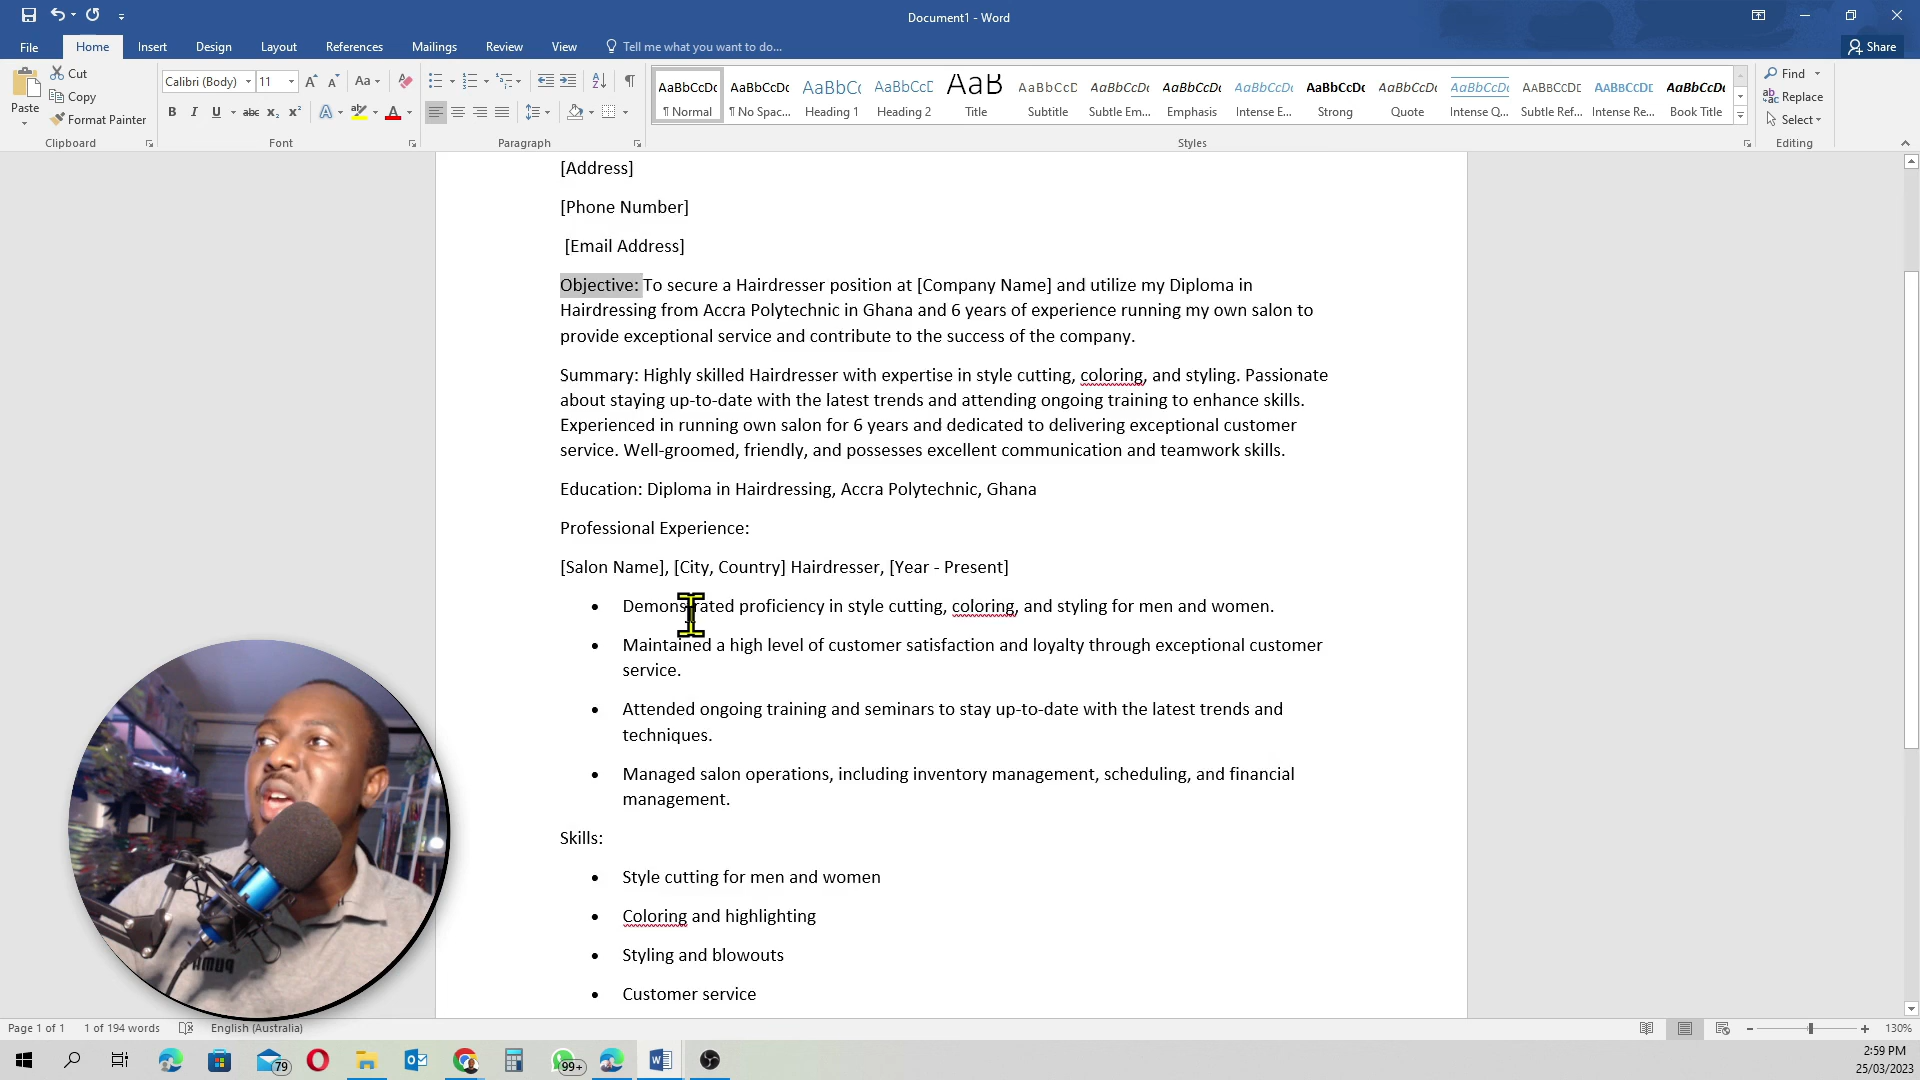 Document1 - Word
File Home Insert Design Layout References Mailings Review View Tell me what you want to do... Share
Paste
Cut
Copy
Format Painter
Clipboard
Calibri (Body) 11
Font
Paragraph
AaBbCcDc AaBbCcDc AaBbCc AaBbCcD AaB AaBbCcD AaBbCcDc AaBbCcDc AaBbCcDc AaBbCcDc AaBbCcDc AaBbCcDc AABBCCDC AABBCCDC AaBbCcDc
¶ Normal ¶ No Spac... Heading 1 Heading 2 Title Subtitle Subtle Em... Emphasis Intense E... Strong Quote Intense Q... Subtle Ref... Intense Re... Book Title
Styles
Find
Replace
Select
Editing
[Address]
[Phone Number]
[Email Address]
Objective: To secure a Hairdresser position at [Company Name] and utilize my Diploma in
Hairdressing from Accra Polytechnic in Ghana and 6 years of experience running my own salon to
provide exceptional service and contribute to the success of the company.
Summary: Highly skilled Hairdresser with expertise in style cutting, coloring, and styling. Passionate
about staying up-to-date with the latest trends and attending ongoing training to enhance skills.
Experienced in running own salon for 6 years and dedicated to delivering exceptional customer
service. Well-groomed, friendly, and possesses excellent communication and teamwork skills.
Education: Diploma in Hairdressing, Accra Polytechnic, Ghana
Professional Experience:
[Salon Name], [City, Country] Hairdresser, [Year - Present]
• Demonstrated proficiency in style cutting, coloring, and styling for men and women.
• Maintained a high level of customer satisfaction and loyalty through exceptional customer
service.
• Attended ongoing training and seminars to stay up-to-date with the latest trends and
techniques.
• Managed salon operations, including inventory management, scheduling, and financial
management.
Skills:
• Style cutting for men and women
• Coloring and highlighting
• Styling and blowouts
• Customer service
PUMA
Page 1 of 1 1 of 194 words English (Australia) 130%
79 99+
2:59 PM
25/03/2023